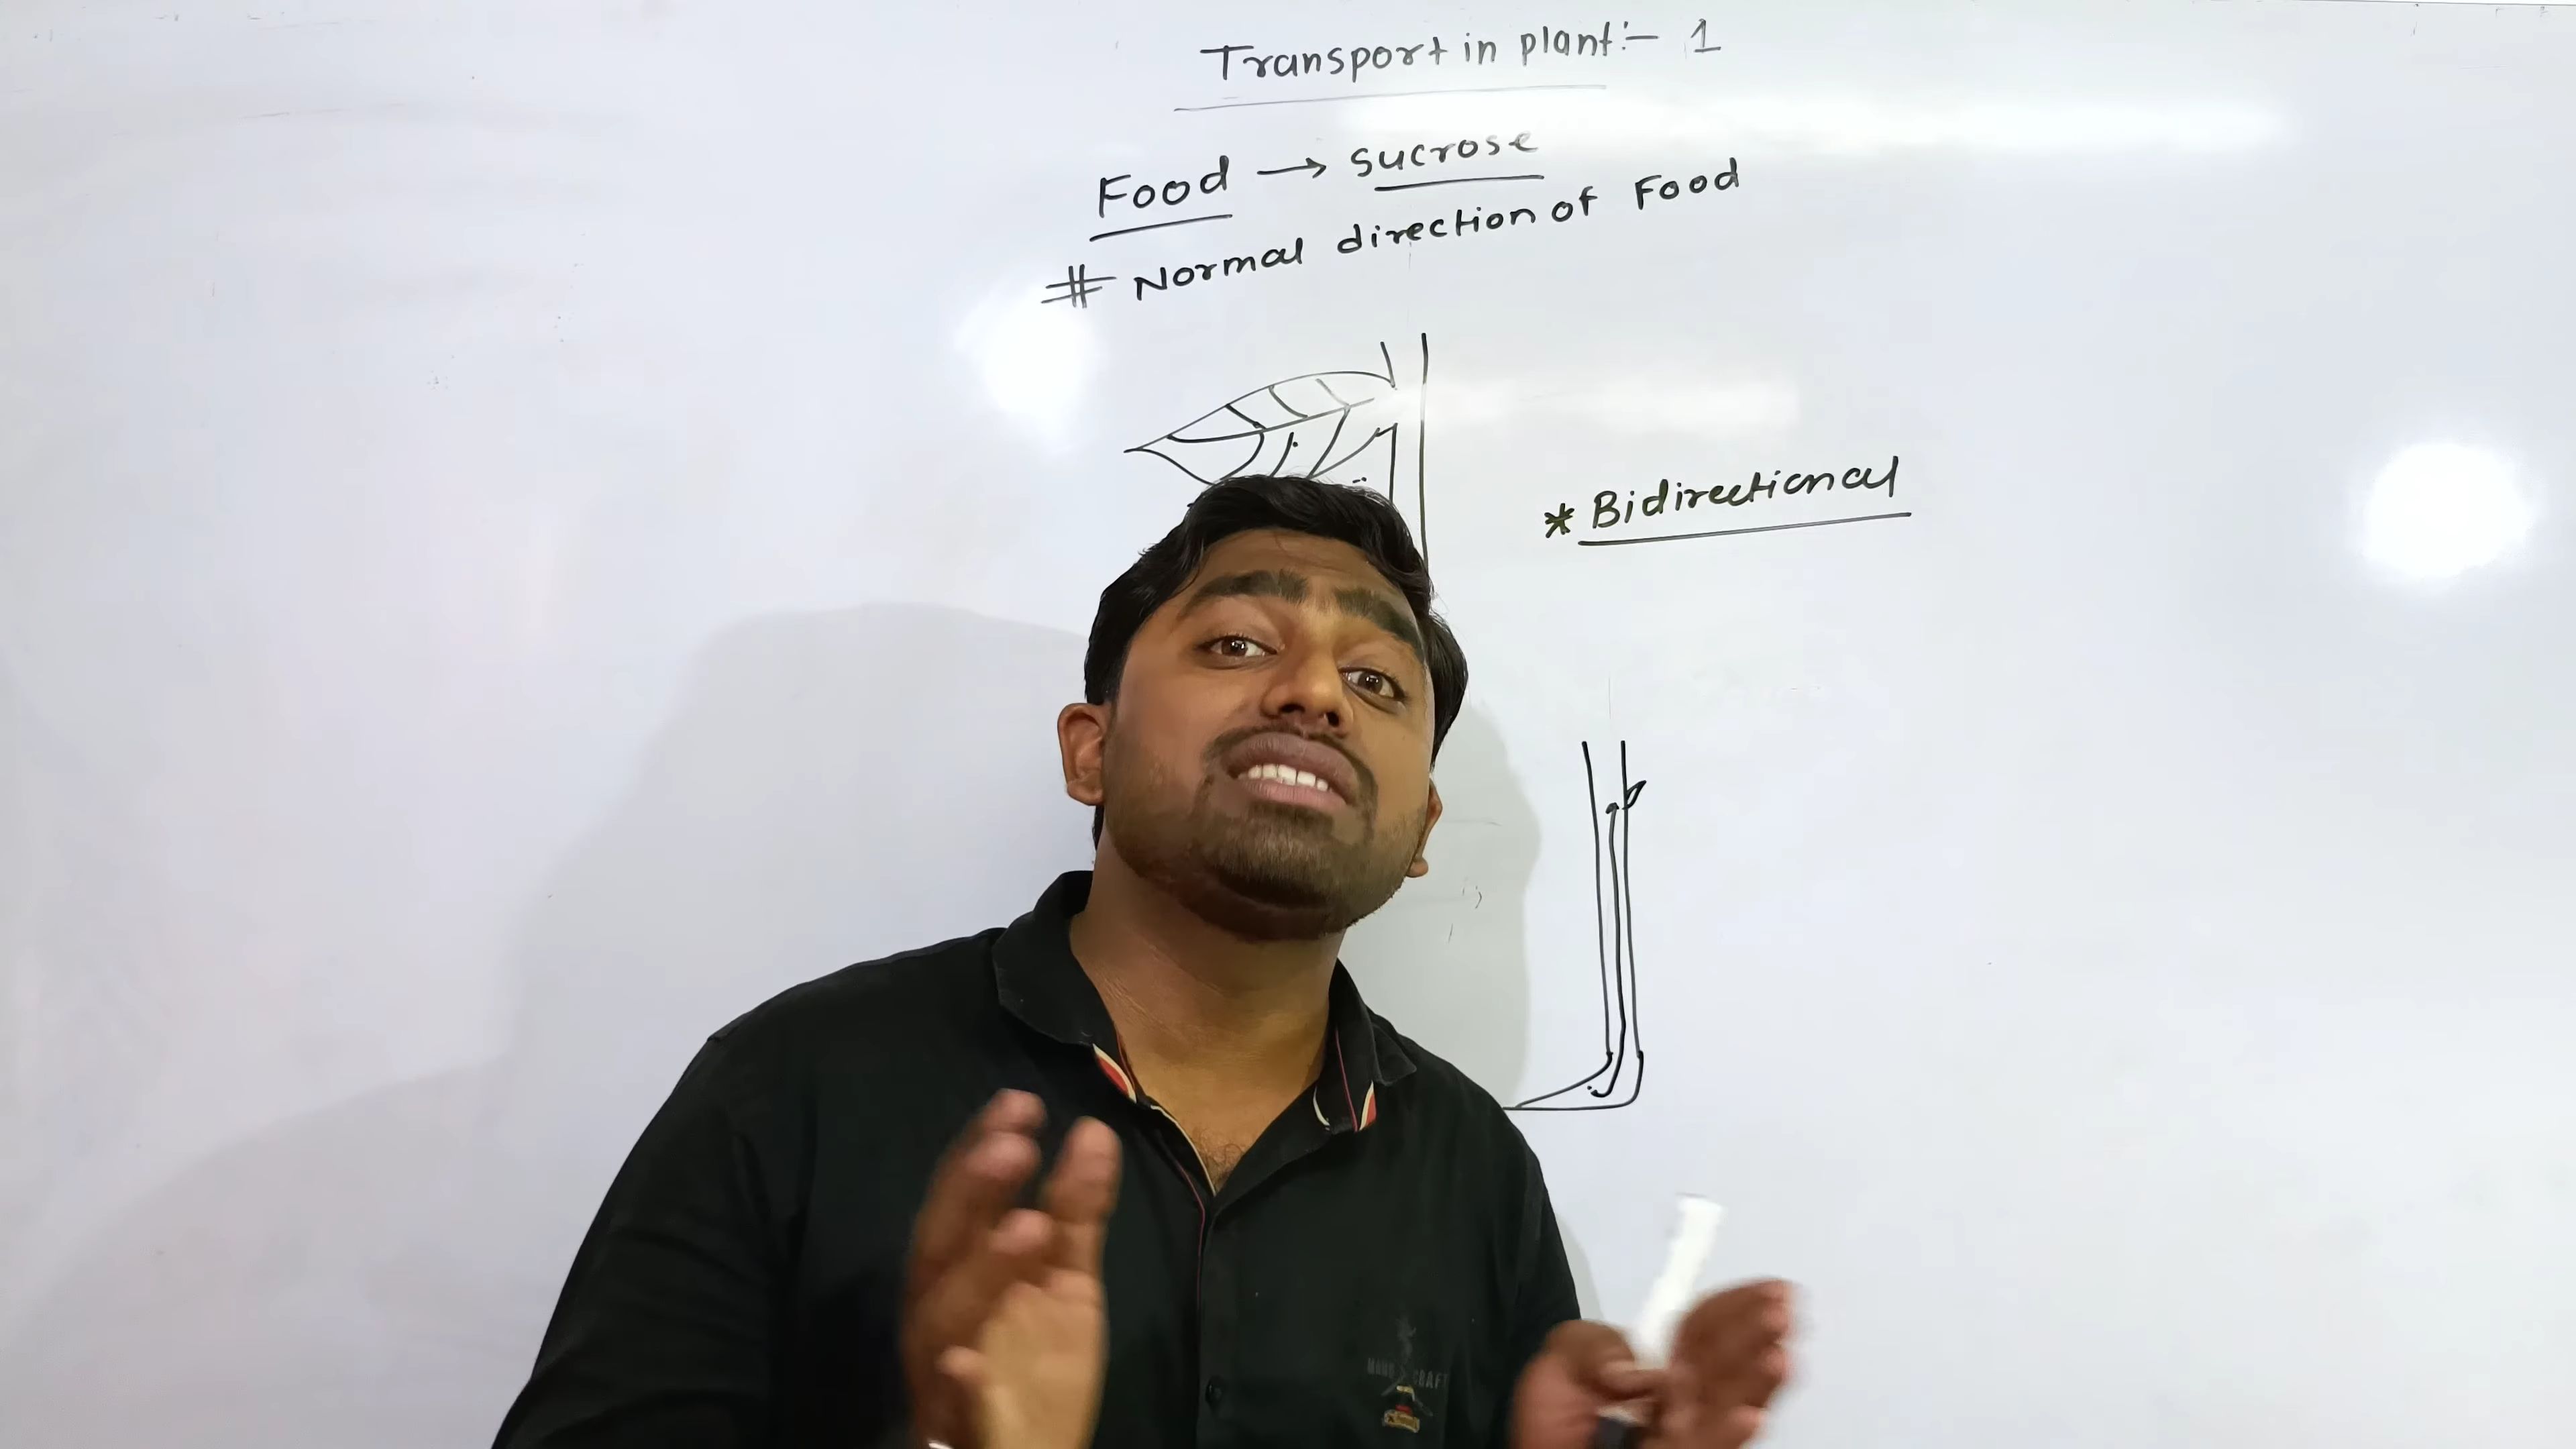 Transport in plant:- 1
Food → sucrose
# Normal direction of Food
* Bidirectional